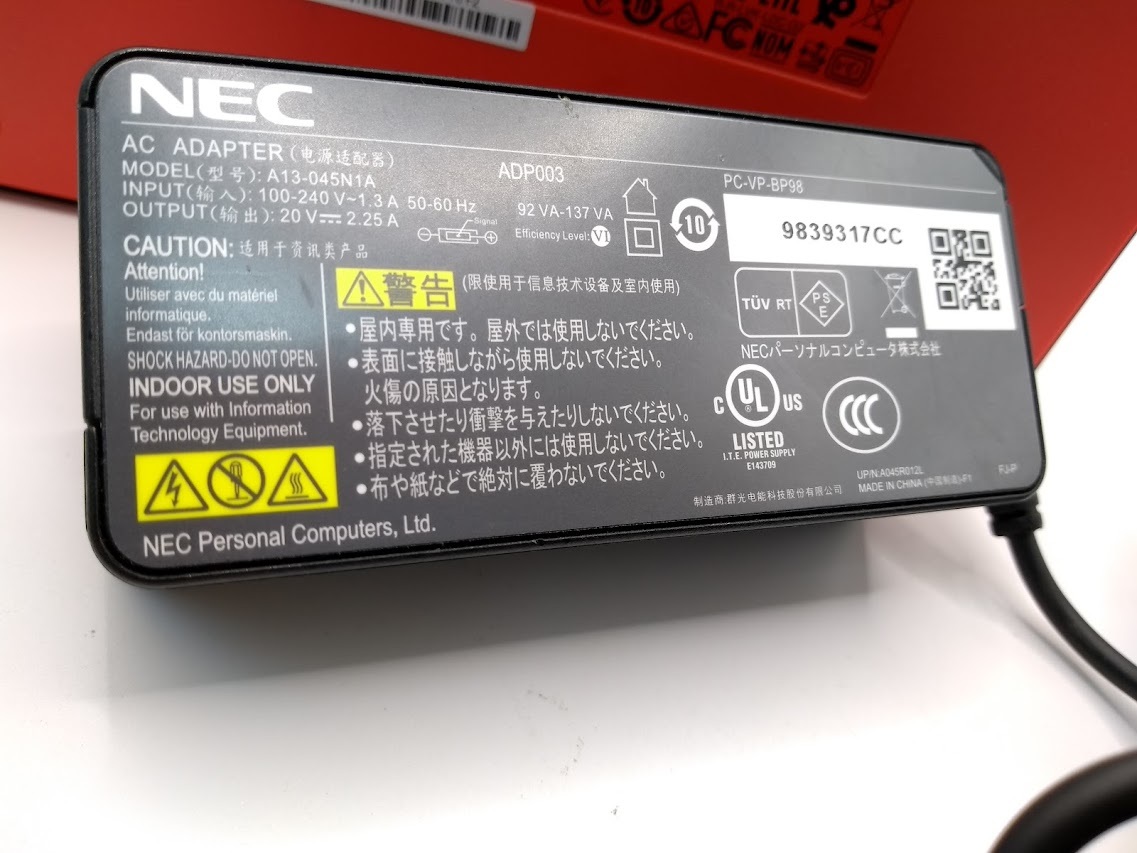 FC NOM
NEC
AC ADAPTER (电源适配器)
MODEL(型号): A13-045N1A
INPUT(输入): 100-240 V~1.3 A 50-60 Hz
OUTPUT(输出): 20 V⎓ 2.25 A
ADP003
92 VA-137 VA
Efficiency Level: VI
Signal
10
PC-VP-BP98
9839317CC
CAUTION: 适用于资讯类产品
Attention!
Utiliser avec du matériel
informatique.
Endast för kontorsmaskin.
SHOCK HAZARD-DO NOT OPEN.
INDOOR USE ONLY
For use with Information
Technology Equipment.
NEC Personal Computers, Ltd.
警告 (限使用于信息技术设备及室内使用)
●屋内専用です。屋外では使用しないでください。
●表面に接触しながら使用しないでください。
火傷の原因となります。
●落下させたり衝撃を与えたりしないでください。
●指定された機器以外には使用しないでください。
●布や紙などで絶対に覆わないでください。
TÜV RT
PS
E
NECパーソナルコンピュータ株式会社
C UL US
®
LISTED
I.T.E. POWER SUPPLY
E143709
CCC
UP/N:A045R012L
制造商:群光电能科技股份有限公司
MADE IN CHINA (中国制造)-F1
FJ-P